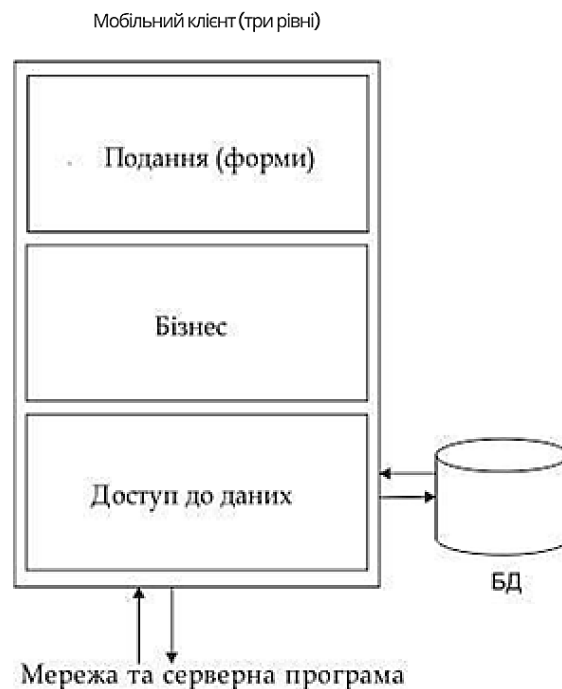 Мобільний клієнт (три рівні)
Подання (форми)
Бізнес
Доступ до даних
БД
Мережа та серверна програма